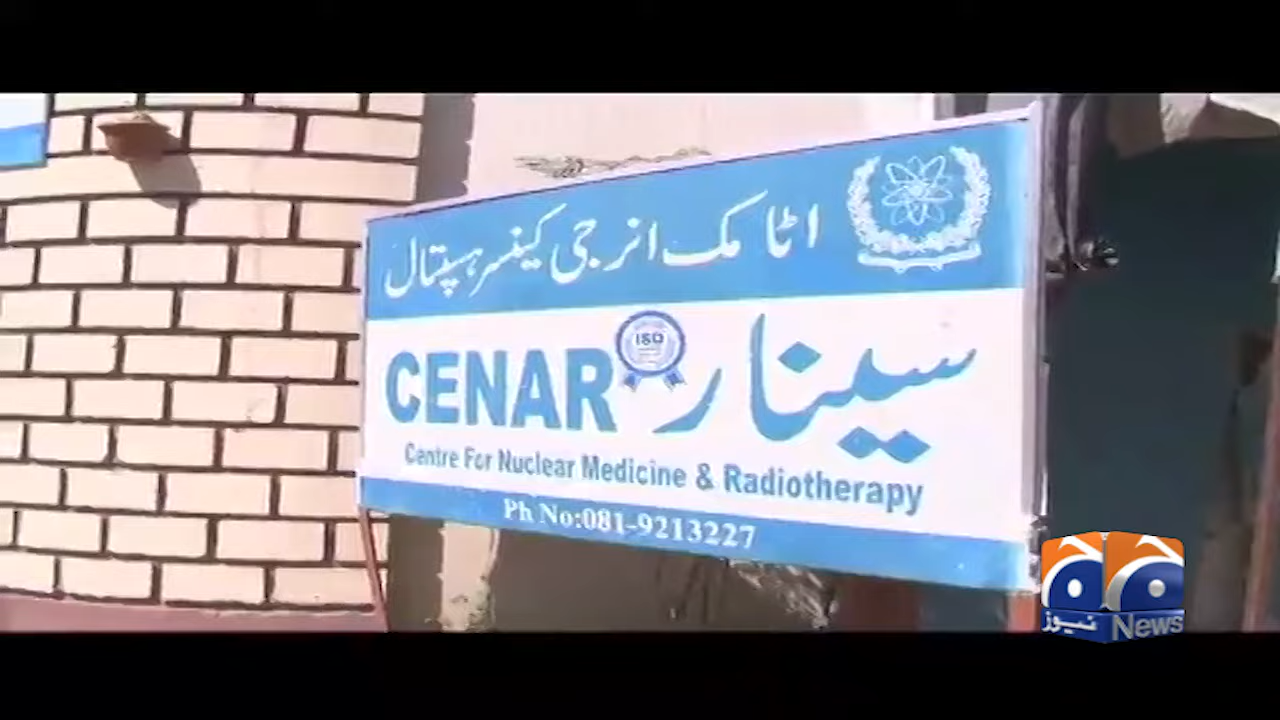 اٹامک انرجی کینسر ہسپتال
CENAR ISO سینار
Centre For Nuclear Medicine & Radiotherapy
Ph No:081-9213227
نیوز News